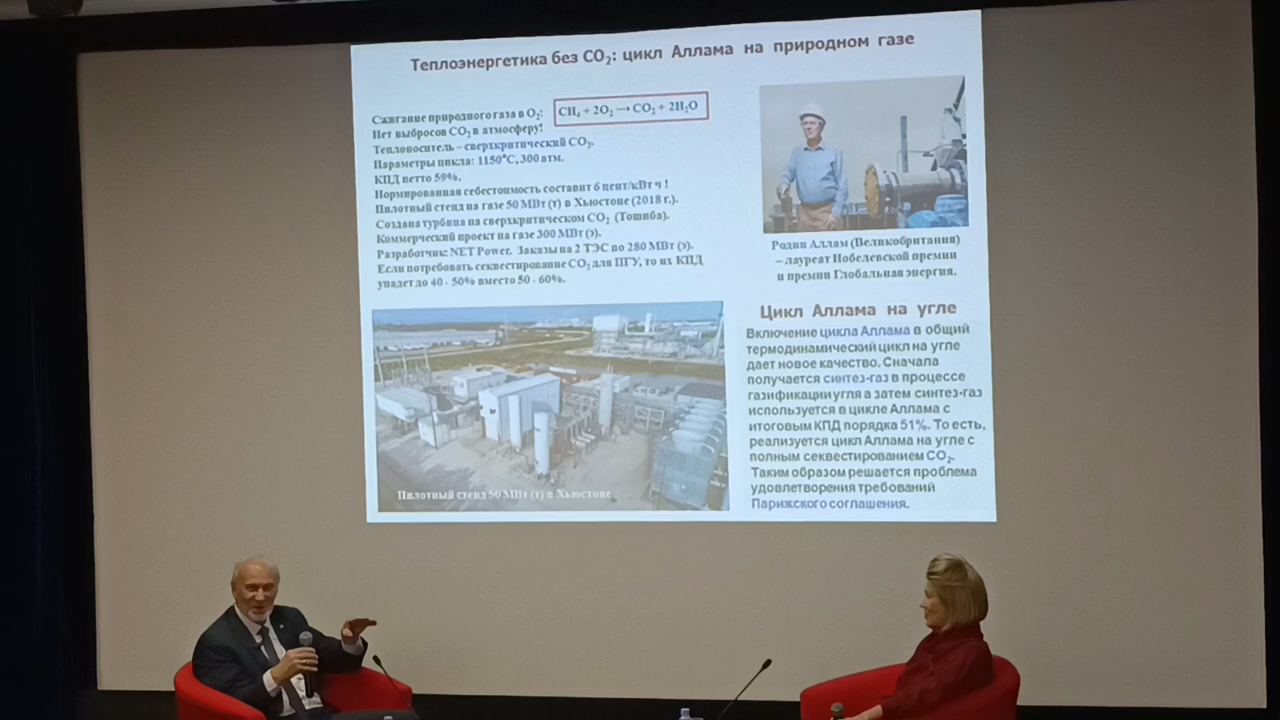 Теплоэнергетика без CO₂: цикл Аллама на природном газе
Сжигание природного газа в O₂:
CH₄ + 2O₂ → CO₂ + 2H₂O
Нет выбросов CO₂ в атмосферу!
Теплоноситель – сверхкритический CO₂.
Параметры цикла: 1150°C, 300 атм.
КПД нетто 59%.
Нормированная себестоимость составит 6 цент/кВт ч !
Пилотный стенд на газе 50 МВт (т) в Хьюстоне (2018 г.).
Создана турбина на сверхкритическом CO₂ (Тошиба).
Коммерческий проект на газе 300 МВт (э).
Разработчик: NET Power. Заказы на 2 ТЭС по 280 МВт (э).
Если потребовать секвестирование CO₂ для ПГУ, то их КПД
упадет до 40 - 50% вместо 50 - 60%.
Пилотный стенд 50 МВт (т) в Хьюстоне
Родни Аллам (Великобритания)
– лауреат Нобелевской премии
и премии Глобальная энергия.
Цикл Аллама на угле
Включение цикла Аллама в общий
термодинамический цикл на угле
дает новое качество. Сначала
получается синтез-газ в процессе
газификации угля а затем синтез-газ
используется в цикле Аллама с
итоговым КПД порядка 51%. То есть,
реализуется цикл Аллама на угле с
полным секвестированием CO₂.
Таким образом решается проблема
удовлетворения требований
Парижского соглашения.